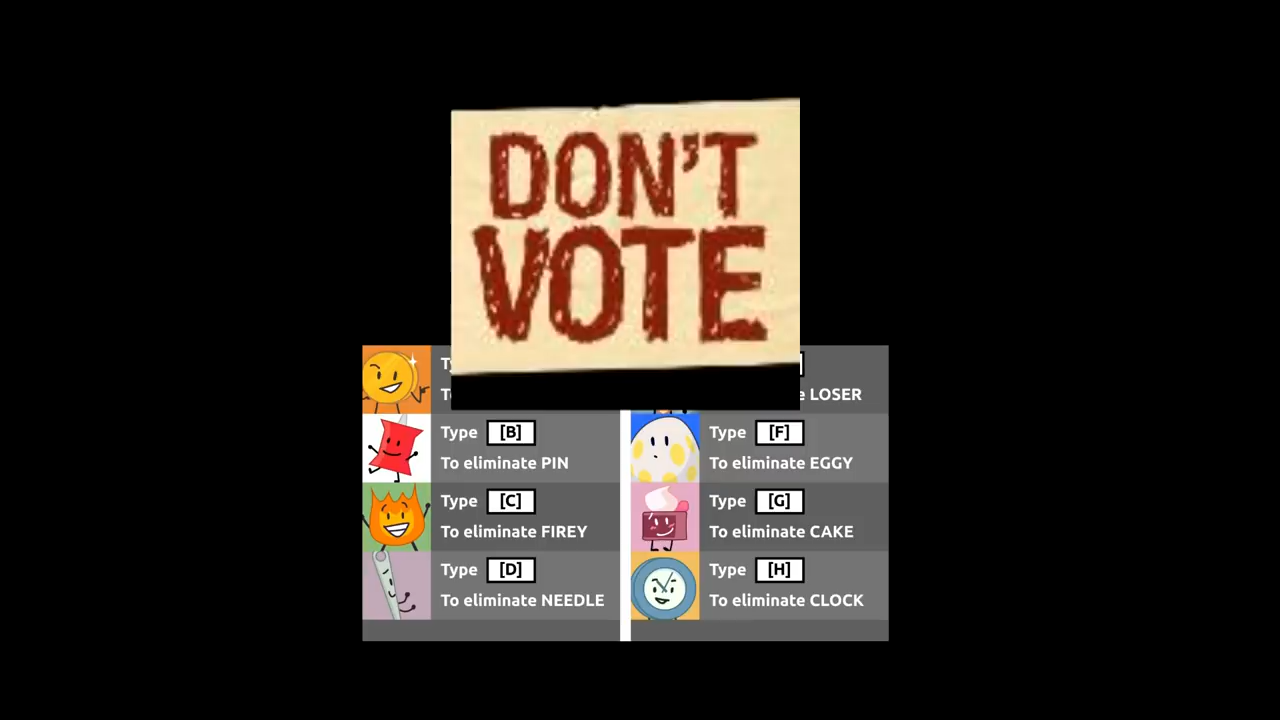 DON'T
VOTE
LOSER
Type [B]
To eliminate PIN
Type [F]
To eliminate EGGY
Type [C]
To eliminate FIREY
Type [G]
To eliminate CAKE
Type [D]
To eliminate NEEDLE
Type [H]
To eliminate CLOCK